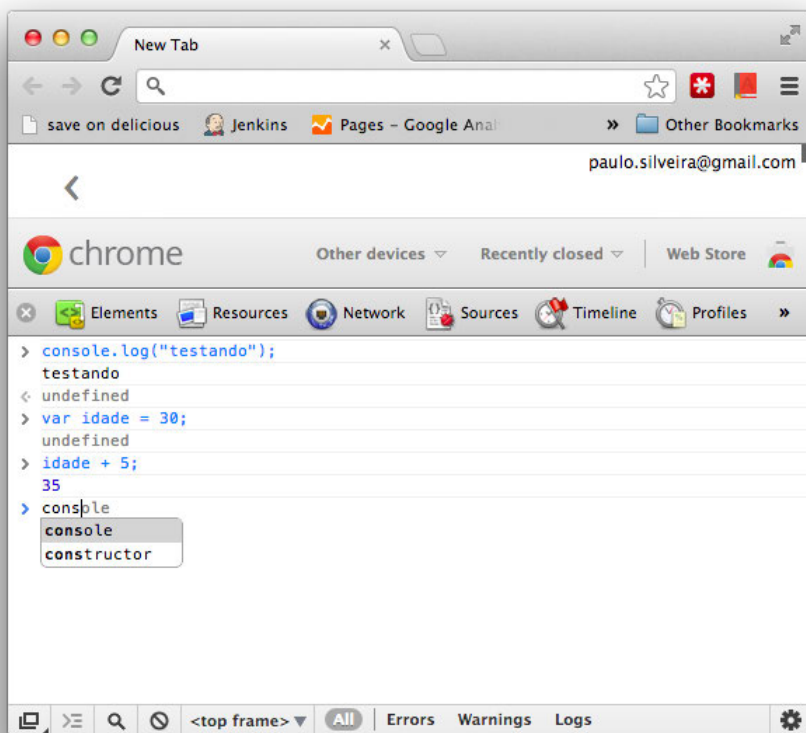 New Tab
save on delicious Jenkins Pages – Google Anal » Other Bookmarks
paulo.silveira@gmail.com
chrome Other devices Recently closed Web Store
Elements Resources Network Sources Timeline Profiles »
> console.log("testando");
testando
undefined
> var idade = 30;
undefined
> idade + 5;
35
> console
console
constructor
<top frame> All Errors Warnings Logs